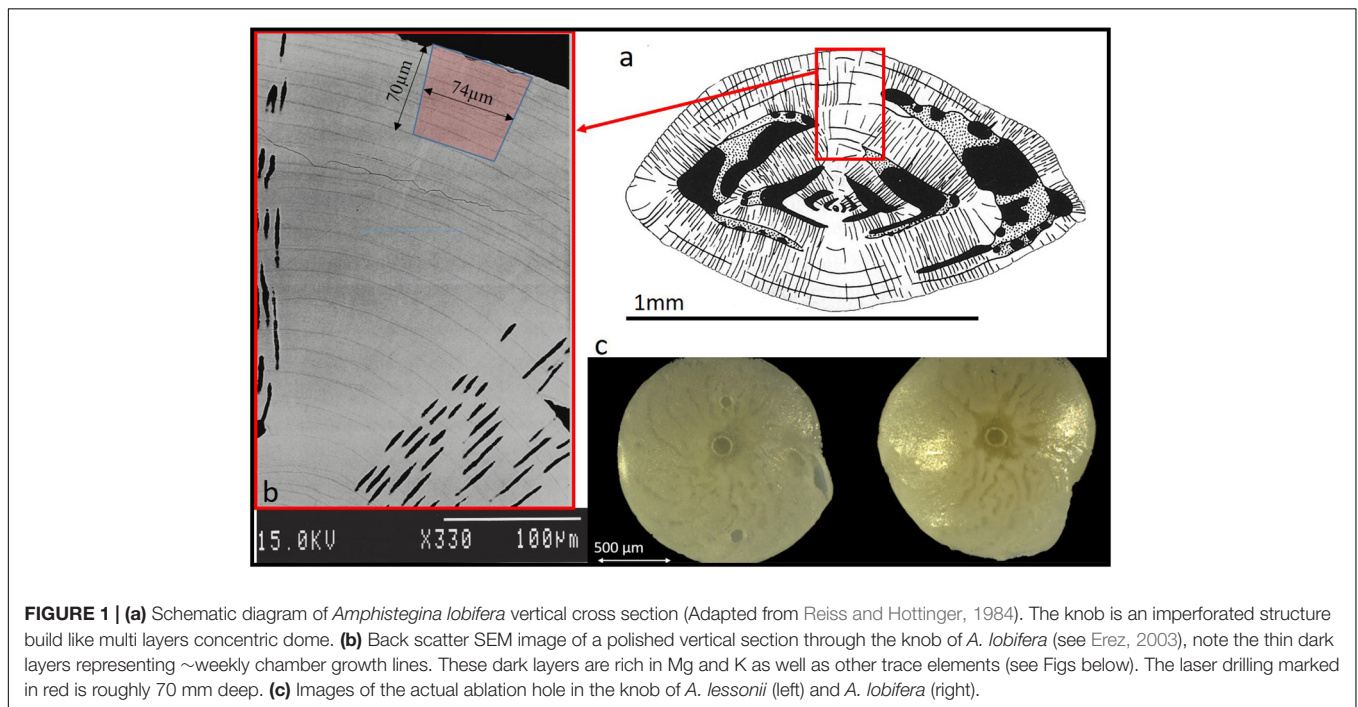 a
70µm
74µm
1mm
b
c
15.0KV X330 100µm
500 µm
FIGURE 1 | (a) Schematic diagram of Amphistegina lobifera vertical cross section (Adapted from Reiss and Hottinger, 1984). The knob is an imperforated structure
build like multi layers concentric dome. (b) Back scatter SEM image of a polished vertical section through the knob of A. lobifera (see Erez, 2003), note the thin dark
layers representing ~weekly chamber growth lines. These dark layers are rich in Mg and K as well as other trace elements (see Figs below). The laser drilling marked
in red is roughly 70 mm deep. (c) Images of the actual ablation hole in the knob of A. lessonii (left) and A. lobifera (right).